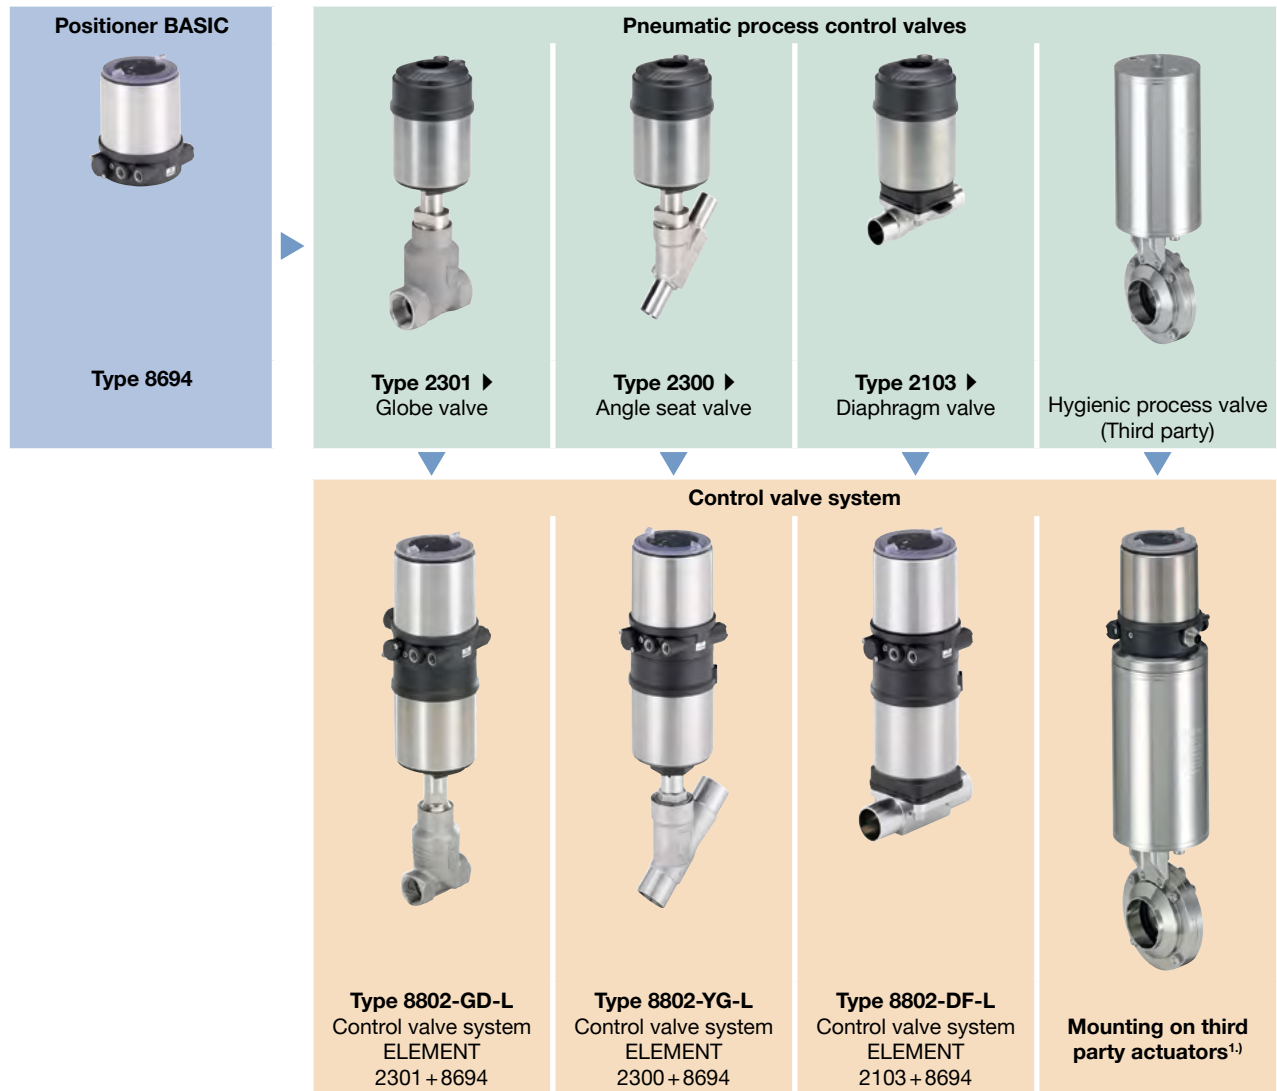 Positioner BASIC
Type 8694
Pneumatic process control valves
Type 2301 ▶
Globe valve
Type 2300 ▶
Angle seat valve
Type 2103 ▶
Diaphragm valve
Hygienic process valve
(Third party)
Control valve system
Type 8802-GD-L
Control valve system
ELEMENT
2301 + 8694
Type 8802-YG-L
Control valve system
ELEMENT
2300 + 8694
Type 8802-DF-L
Control valve system
ELEMENT
2103 + 8694
Mounting on third
party actuators¹·⁾